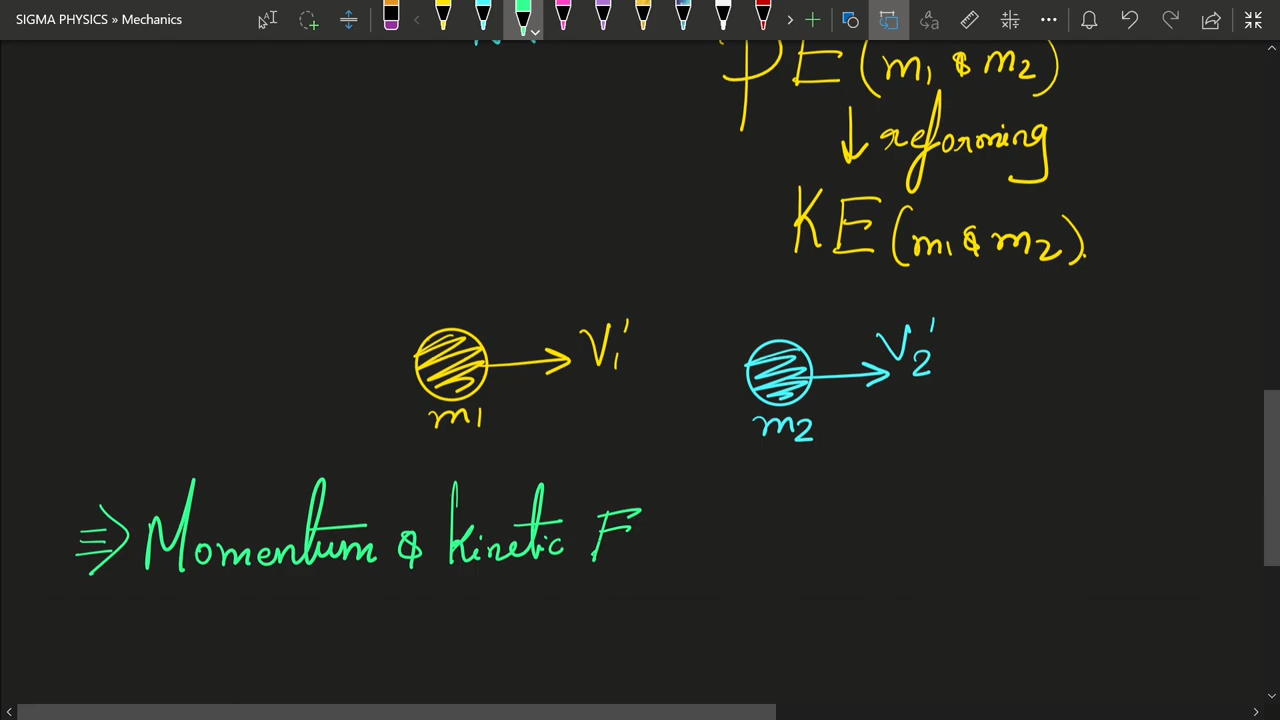 SIGMA PHYSICS » Mechanics
PE (m1 & m2)
↓ reforming
KE (m1 & m2).
V1'
V2'
m1
m2
⇒ Momentum & Kinetic F